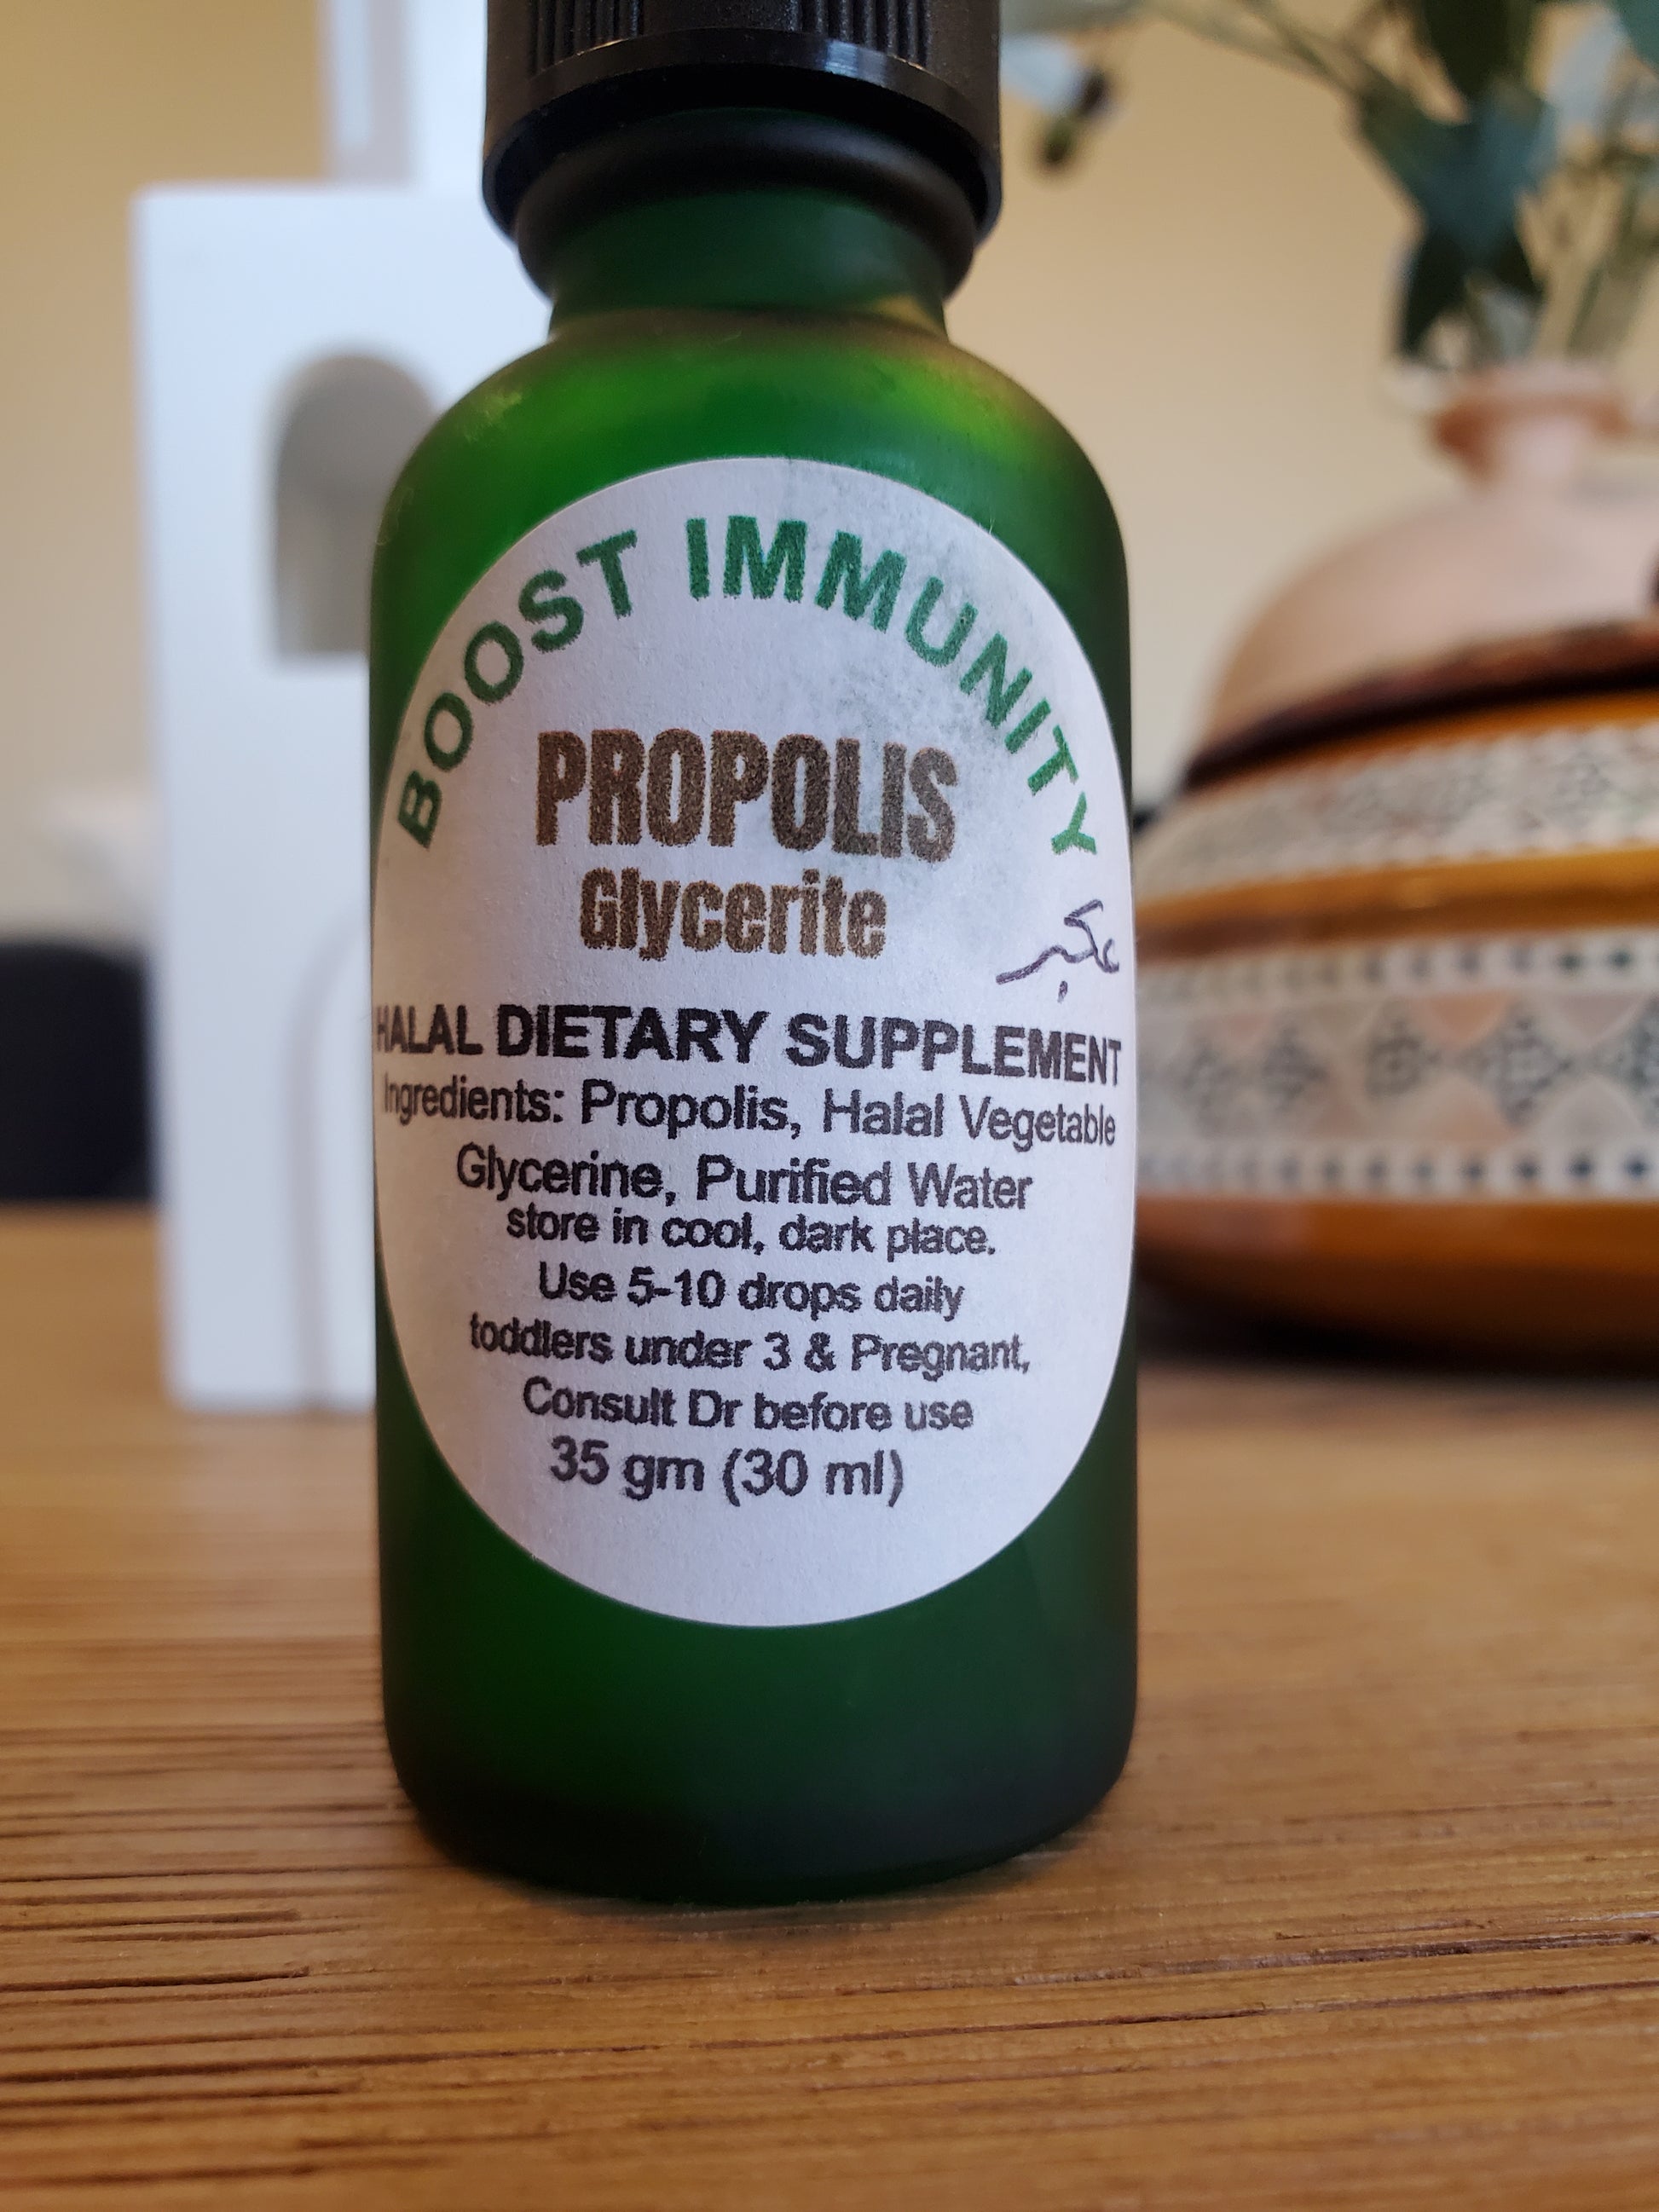 BOOST IMMUNITY
PROPOLIS
Glycerite
HALAL DIETARY SUPPLEMENT
Ingredients: Propolis, Halal Vegetable
Glycerine, Purified Water
store in cool, dark place.
Use 5-10 drops daily
toddlers under 3 & Pregnant,
Consult Dr before use
35 gm (30 ml)